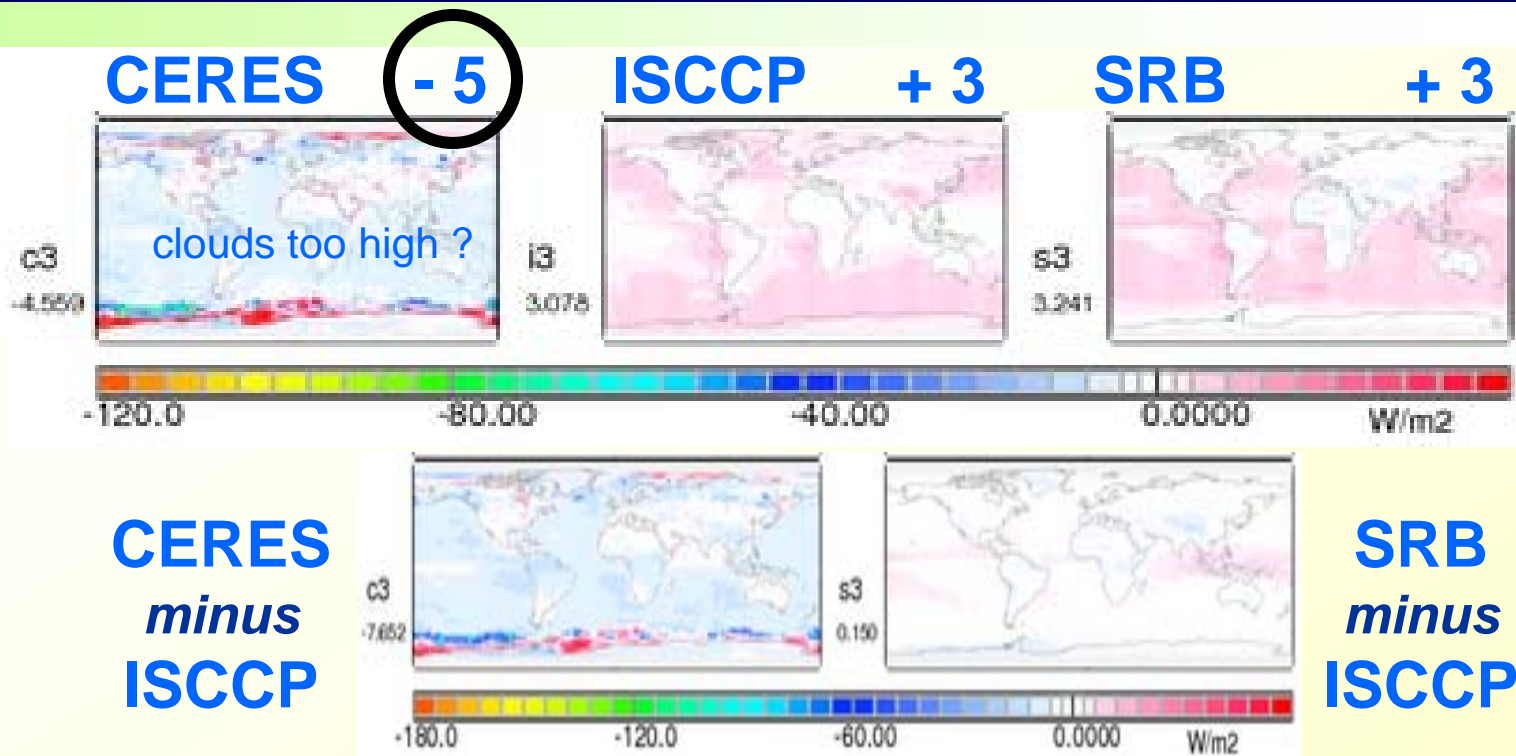 CERES - 5 ISCCP + 3 SRB + 3
clouds too high ?
c3
-4.559
i3
3.078
s3
3.241
-120.0 -80.00 -40.00 0.0000 W/m2
CERES
minus
ISCCP
c3
-7.652
s3
0.150
SRB
minus
ISCCP
-180.0 -120.0 -60.00 0.0000 W/m2